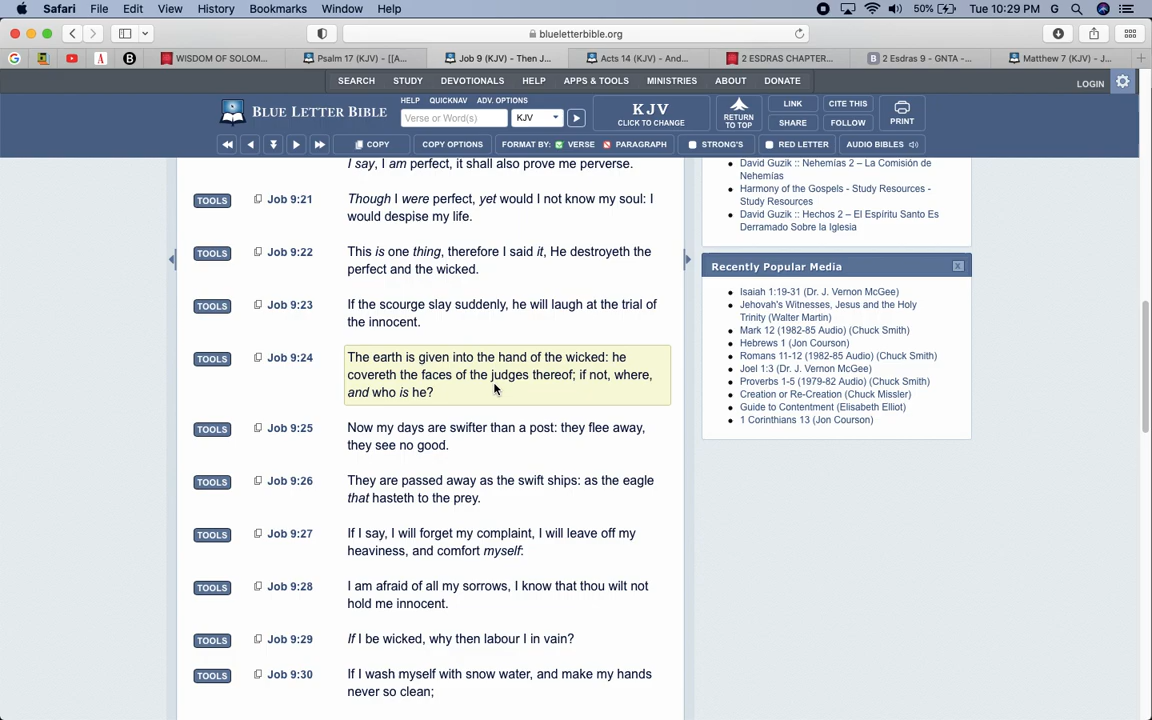 Safari File Edit View History Bookmarks Window Help 50% Tue 10:29 PM G
blueletterbible.org
G A B WISDOM OF SOLOM... Psalm 17 (KJV) - [[A... Job 9 (KJV) - Then J... Acts 14 (KJV) - And... 2 ESDRAS CHAPTER... B 2 Esdras 9 - GNTA -... Matthew 7 (KJV) - J...
SEARCH STUDY DEVOTIONALS HELP APPS & TOOLS MINISTRIES ABOUT DONATE LOGIN
BLUE LETTER BIBLE
HELP QUICKNAV ADV. OPTIONS
Verse or Word(s) KJV
KJV
CLICK TO CHANGE
RETURN
TO TOP
LINK CITE THIS
SHARE FOLLOW
PRINT
COPY COPY OPTIONS FORMAT BY: VERSE PARAGRAPH STRONG'S RED LETTER AUDIO BIBLES
I say, I am perfect, it shall also prove me perverse.
TOOLS Job 9:21 Though I were perfect, yet would I not know my soul: I
would despise my life.
TOOLS Job 9:22 This is one thing, therefore I said it, He destroyeth the
perfect and the wicked.
TOOLS Job 9:23 If the scourge slay suddenly, he will laugh at the trial of
the innocent.
TOOLS Job 9:24 The earth is given into the hand of the wicked: he
covereth the faces of the judges thereof; if not, where,
and who is he?
TOOLS Job 9:25 Now my days are swifter than a post: they flee away,
they see no good.
TOOLS Job 9:26 They are passed away as the swift ships: as the eagle
that hasteth to the prey.
TOOLS Job 9:27 If I say, I will forget my complaint, I will leave off my
heaviness, and comfort myself:
TOOLS Job 9:28 I am afraid of all my sorrows, I know that thou wilt not
hold me innocent.
TOOLS Job 9:29 If I be wicked, why then labour I in vain?
TOOLS Job 9:30 If I wash myself with snow water, and make my hands
never so clean;
David Guzik :: Nehemías 2 – La Comisión de
Nehemías
Harmony of the Gospels - Study Resources -
Study Resources
David Guzik :: Hechos 2 – El Espíritu Santo Es
Derramado Sobre la Iglesia
Recently Popular Media
Isaiah 1:19-31 (Dr. J. Vernon McGee)
Jehovah's Witnesses, Jesus and the Holy
Trinity (Walter Martin)
Mark 12 (1982-85 Audio) (Chuck Smith)
Hebrews 1 (Jon Courson)
Romans 11-12 (1982-85 Audio) (Chuck Smith)
Joel 1:3 (Dr. J. Vernon McGee)
Proverbs 1-5 (1979-82 Audio) (Chuck Smith)
Creation or Re-Creation (Chuck Missler)
Guide to Contentment (Elisabeth Elliot)
1 Corinthians 13 (Jon Courson)